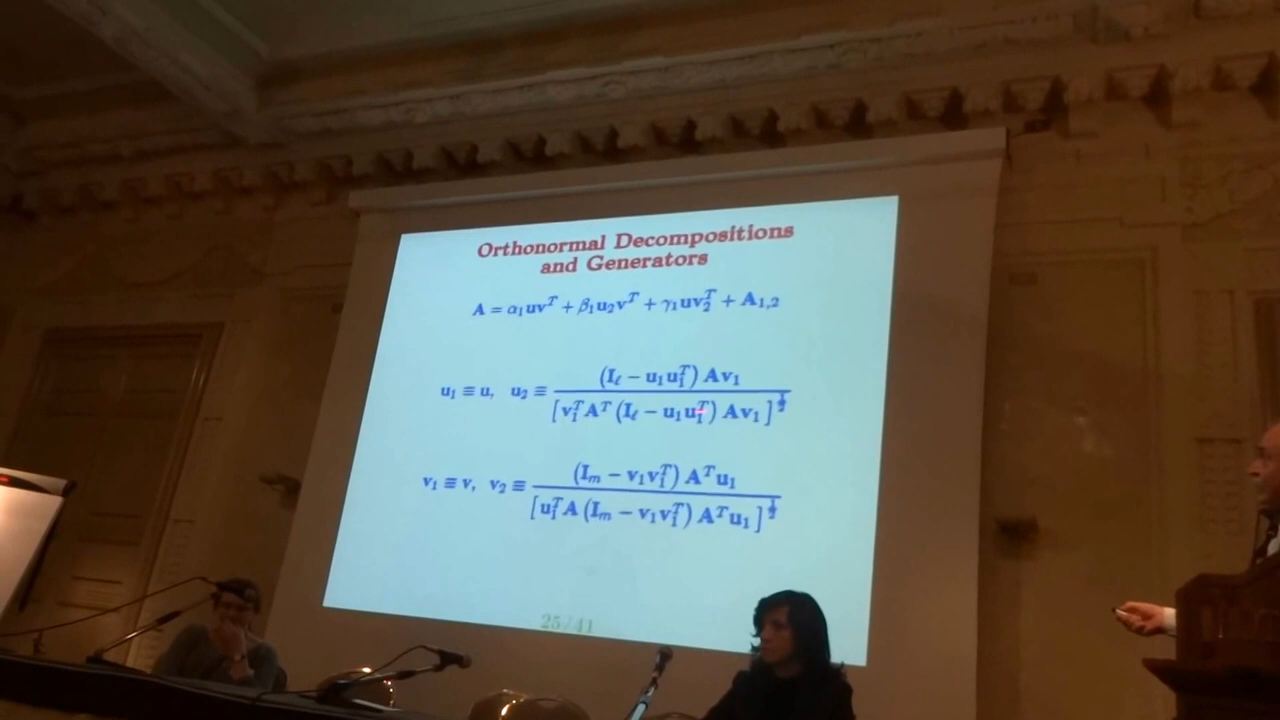 Orthonormal Decompositions
and Generators
A = α₁uvᵀ + β₁u₂vᵀ + γ₁uv₂ᵀ + A₁,₂
u₁ ≡ u, u₂ ≡ (I_ℓ − u₁u₁ᵀ) Av₁ / [v₁ᵀAᵀ (I_ℓ − u₁u₁ᵀ) Av₁]^½
v₁ ≡ v, v₂ ≡ (I_m − v₁v₁ᵀ) Aᵀu₁ / [u₁ᵀA (I_m − v₁v₁ᵀ) Aᵀu₁]^½
25/41